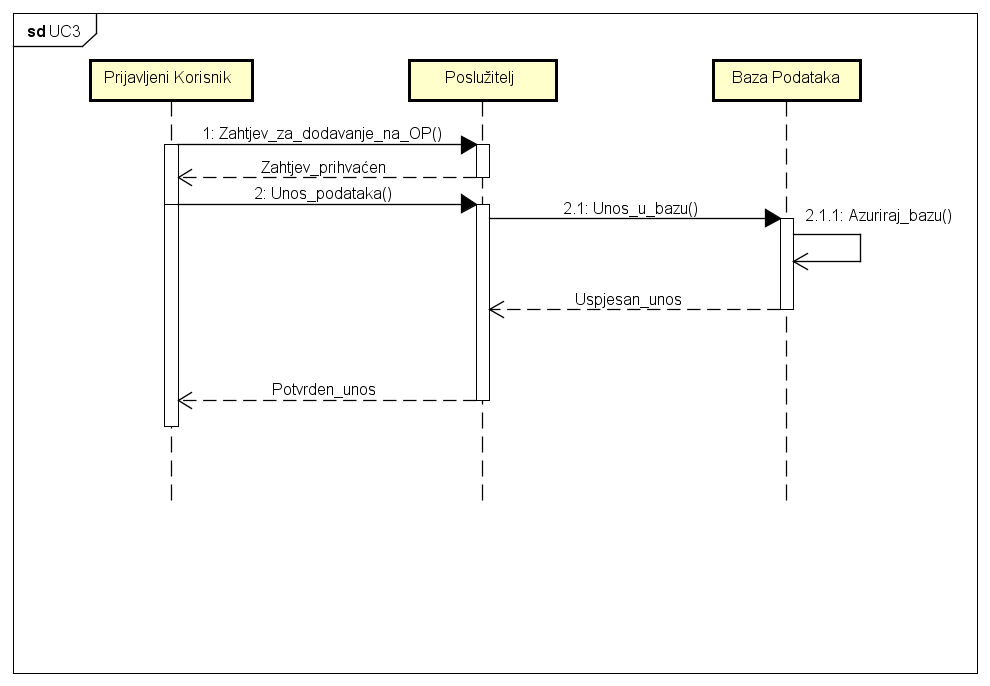 sd UC3
Prijavljeni Korisnik
Poslužitelj
Baza Podataka
1: Zahtjev_za_dodavanje_na_OP()
Zahtjev_prihvaćen
2: Unos_podataka()
2.1: Unos_u_bazu()
2.1.1: Azuriraj_bazu()
Uspjesan_unos
Potvrden_unos